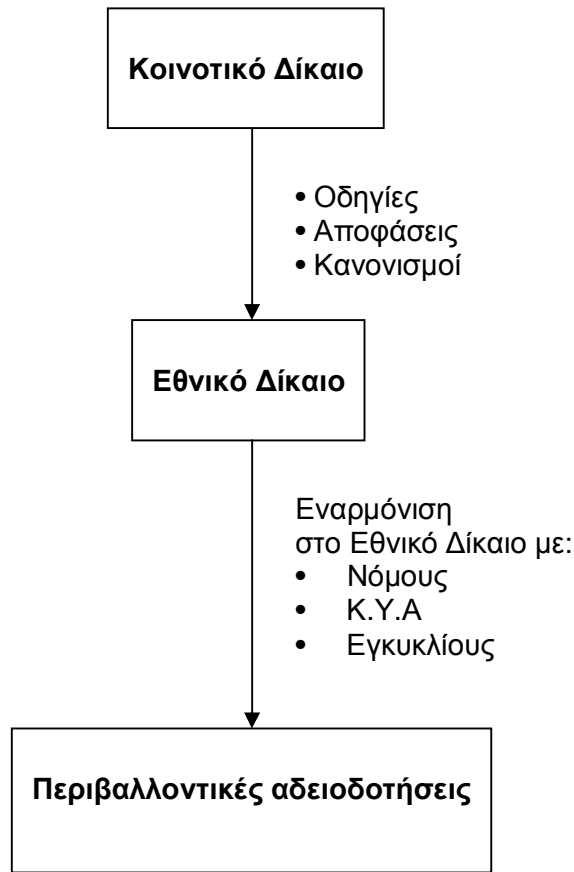 Κοινοτικό Δίκαιο
• Οδηγίες
• Αποφάσεις
• Κανονισμοί
Εθνικό Δίκαιο
Εναρμόνιση
στο Εθνικό Δίκαιο με:
• Νόμους
• Κ.Υ.Α
• Εγκυκλίους
Περιβαλλοντικές αδειοδοτήσεις